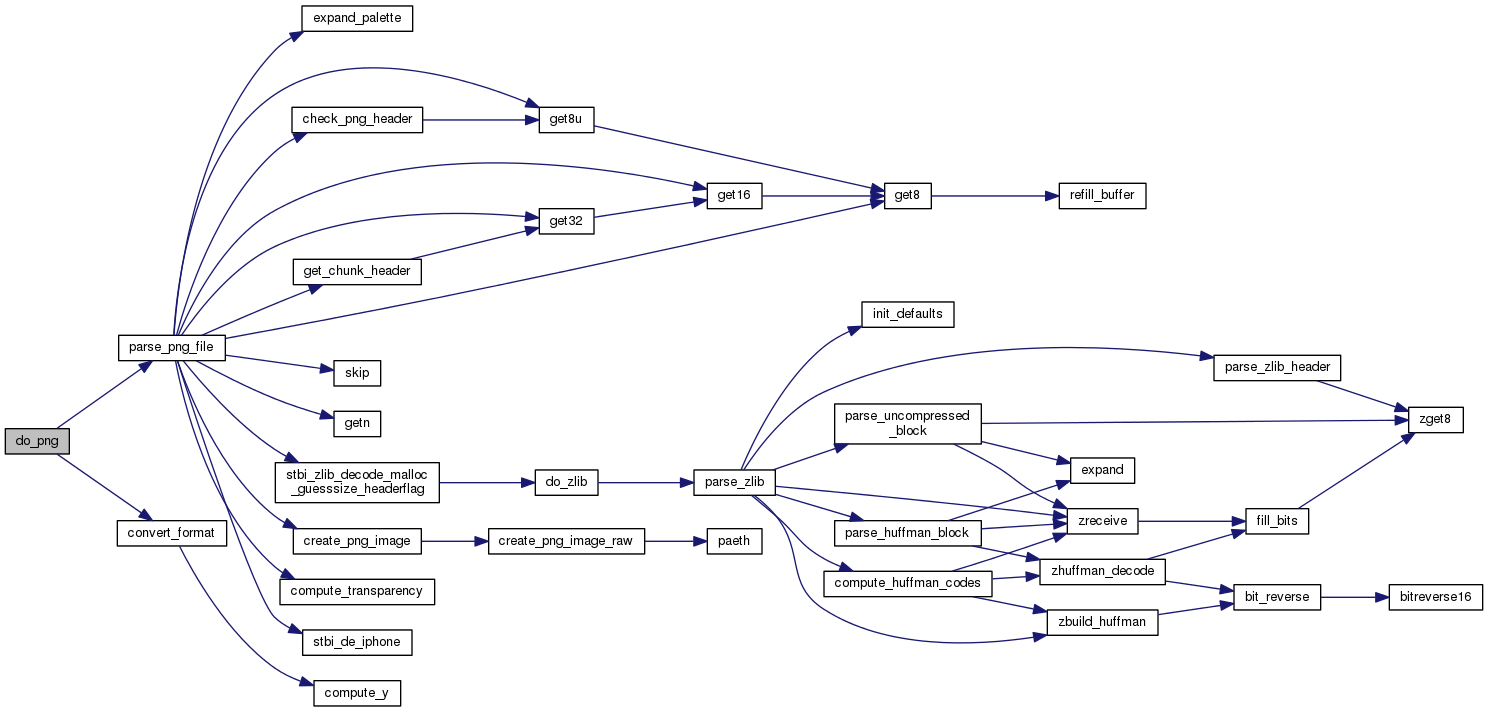 expand_palette
check_png_header
get8u
get16
get8
refill_buffer
get32
get_chunk_header
init_defaults
parse_png_file
skip
parse_zlib_header
getn
parse_uncompressed
_block
zget8
do_png
expand
stbi_zlib_decode_malloc
_guesssize_headerflag
do_zlib
parse_zlib
zreceive
fill_bits
convert_format
create_png_image
create_png_image_raw
paeth
parse_huffman_block
zhuffman_decode
compute_huffman_codes
compute_transparency
bit_reverse
bitreverse16
zbuild_huffman
stbi_de_iphone
compute_y